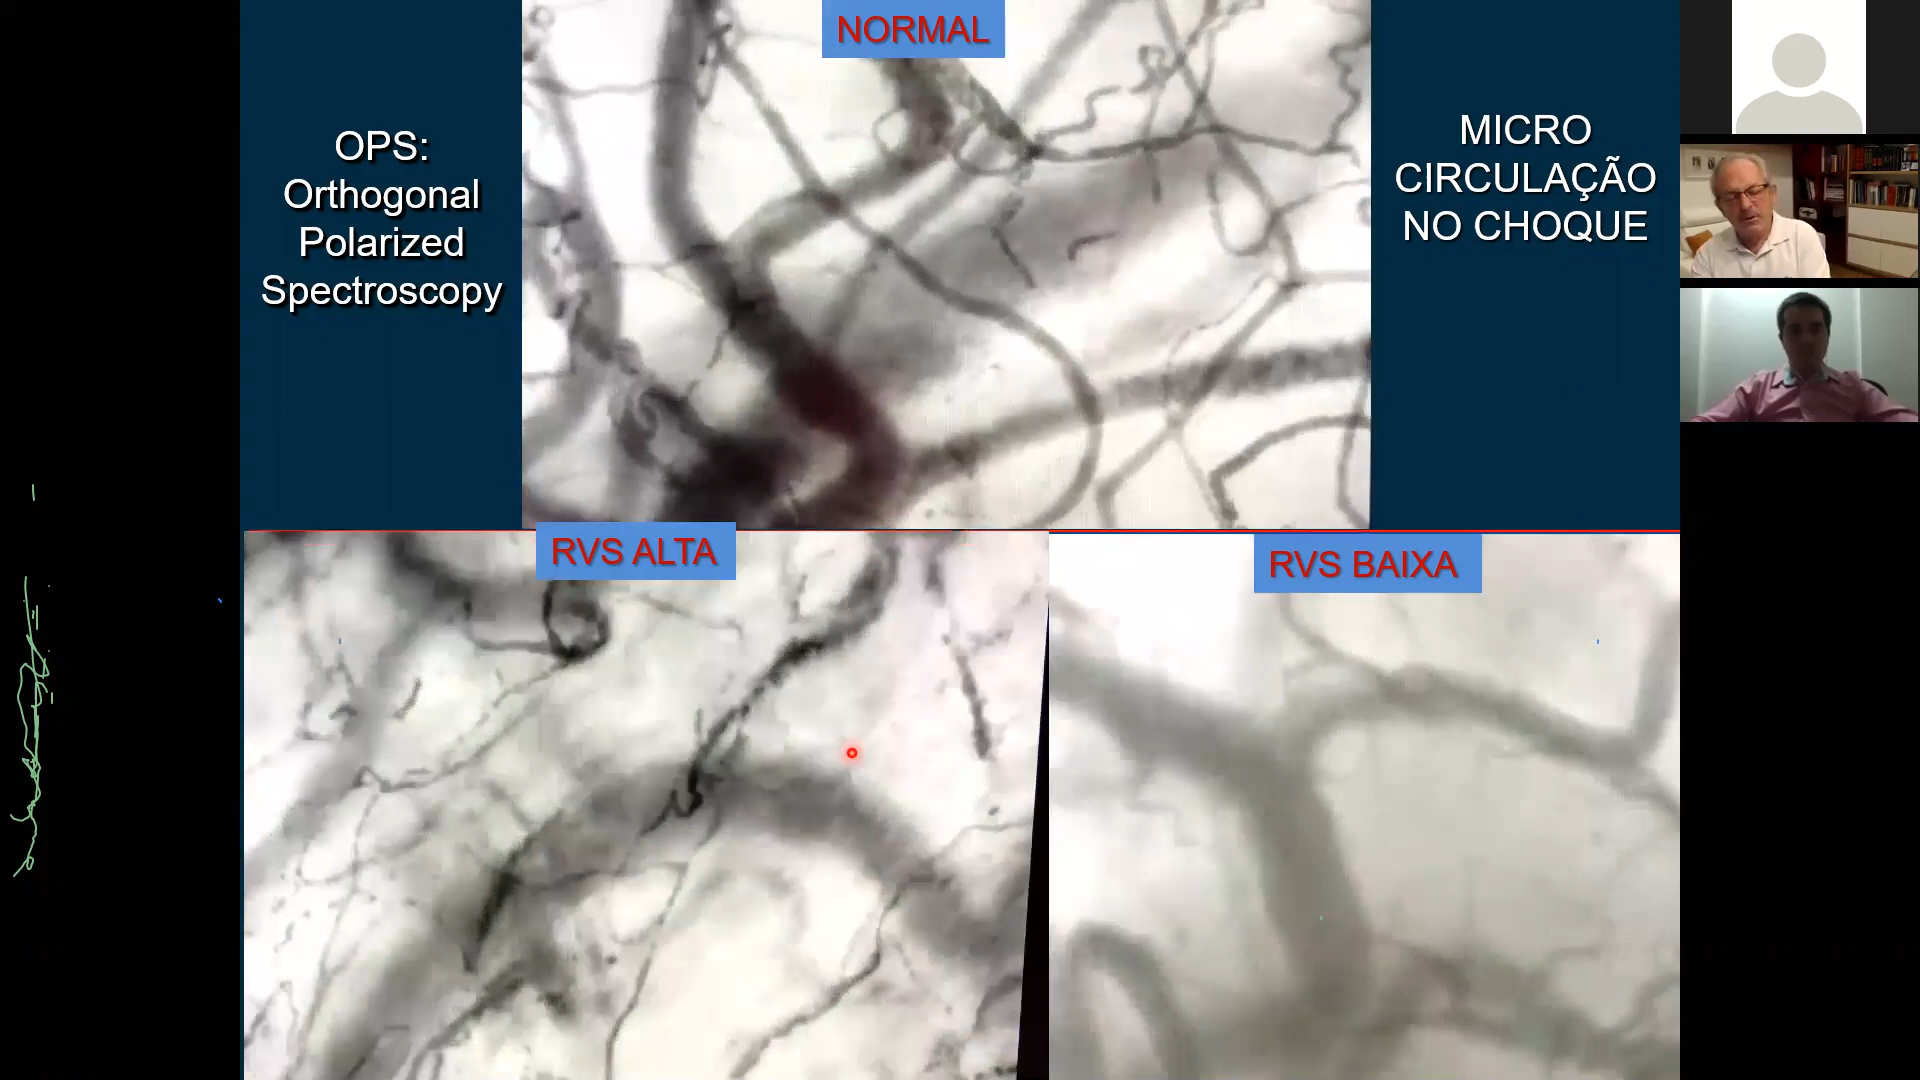 NORMAL
OPS:
Orthogonal
Polarized
Spectroscopy
MICRO
CIRCULAÇÃO
NO CHOQUE
RVS ALTA
RVS BAIXA